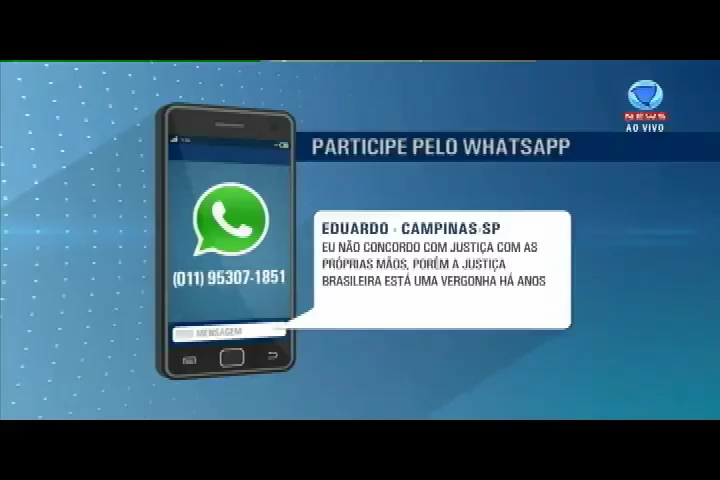 NEWS
AO VIVO
PARTICIPE PELO WHATSAPP
EDUARDO - CAMPINAS-SP
EU NÃO CONCORDO COM JUSTIÇA COM AS
PRÓPRIAS MÃOS, PORÉM A JUSTIÇA
BRASILEIRA ESTÁ UMA VERGONHA HÁ ANOS
(011) 95307-1851
MENSAGEM